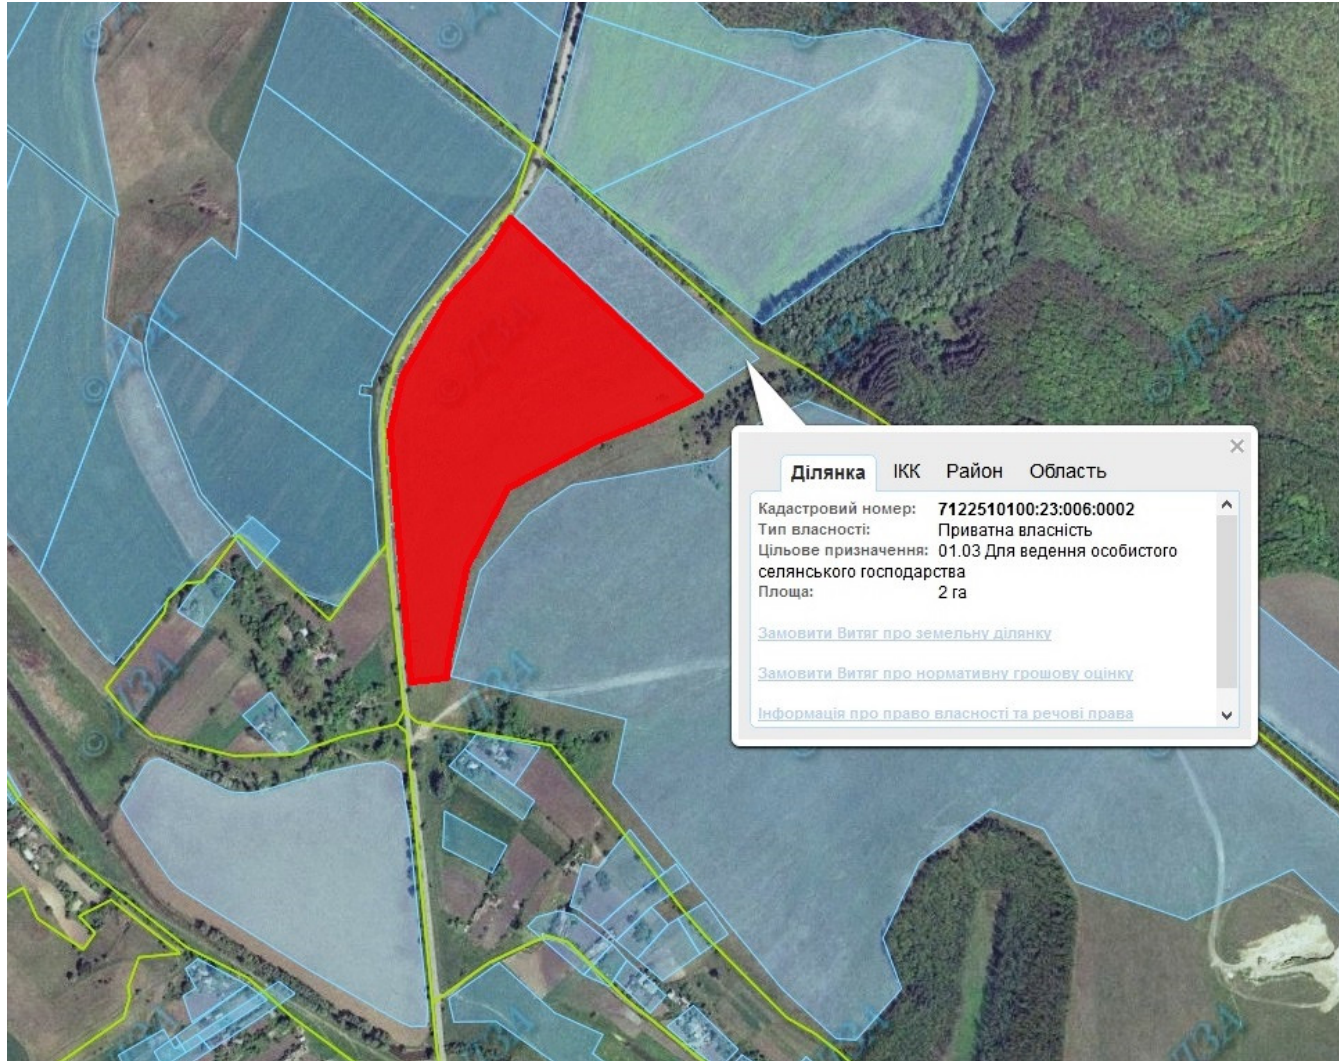 Ділянка ІКК Район Область
Кадастровий номер: 7122510100:23:006:0002
Тип власності: Приватна власність
Цільове призначення: 01.03 Для ведення особистого
селянського господарства
Площа: 2 га
Замовити Витяг про земельну ділянку
Замовити Витяг про нормативну грошову оцінку
Інформація про право власності та речові права